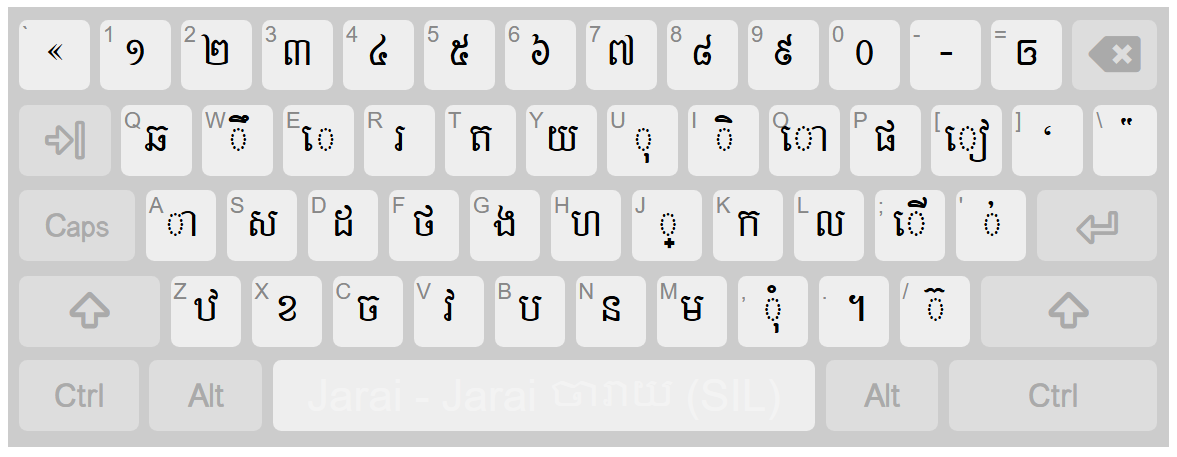 ` « 1 ១ 2 ២ 3 ៣ 4 ៤ 5 ៥ 6 ៦ 7 ៧ 8 ៨ 9 ៩ 0 ០ - - = ឲ
Q ឆ W ◌ឹ E ◌េ R រ T ត Y យ U ◌ុ I ◌ិ O ◌ោ P ផ [ ◌ៀ ] ‘ \ “
Caps A ◌ា S ស D ដ F ថ G ង H ហ J ◌្ K ក L ល ; ◌ើ ' ◌់
Z ឋ X ខ C ច V វ B ប N ន M ម , ◌ុំ . ។ / ◌៊
Ctrl Alt Jarai - Jarai ចារាយ (SIL) Alt Ctrl